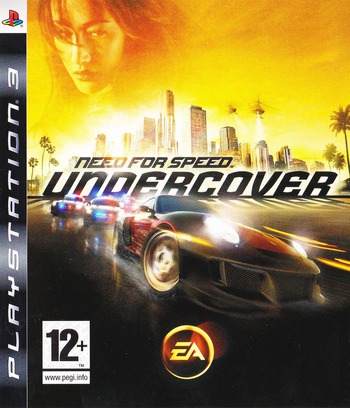 PLAYSTATION 3
NEED FOR SPEED
UNDERCOVER
12+
www.pegi.info
EA